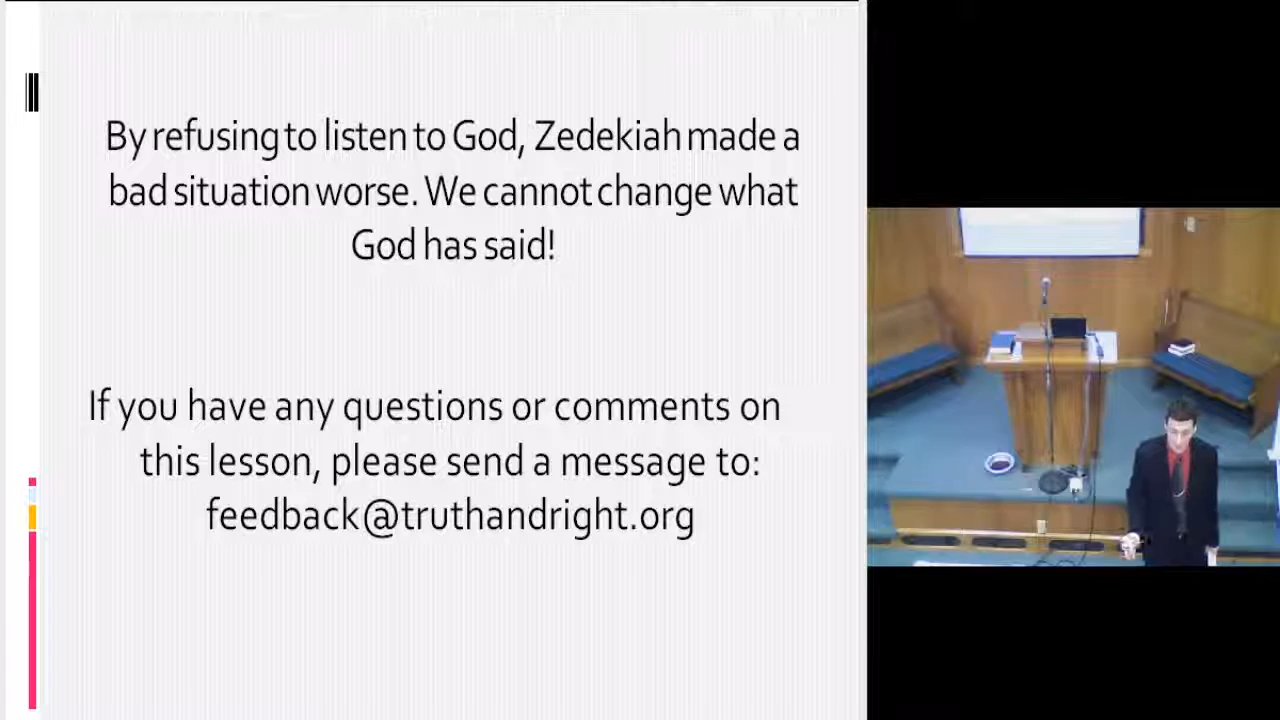 By refusing to listen to God, Zedekiah made a
bad situation worse. We cannot change what
God has said!
If you have any questions or comments on
this lesson, please send a message to:
feedback@truthandright.org